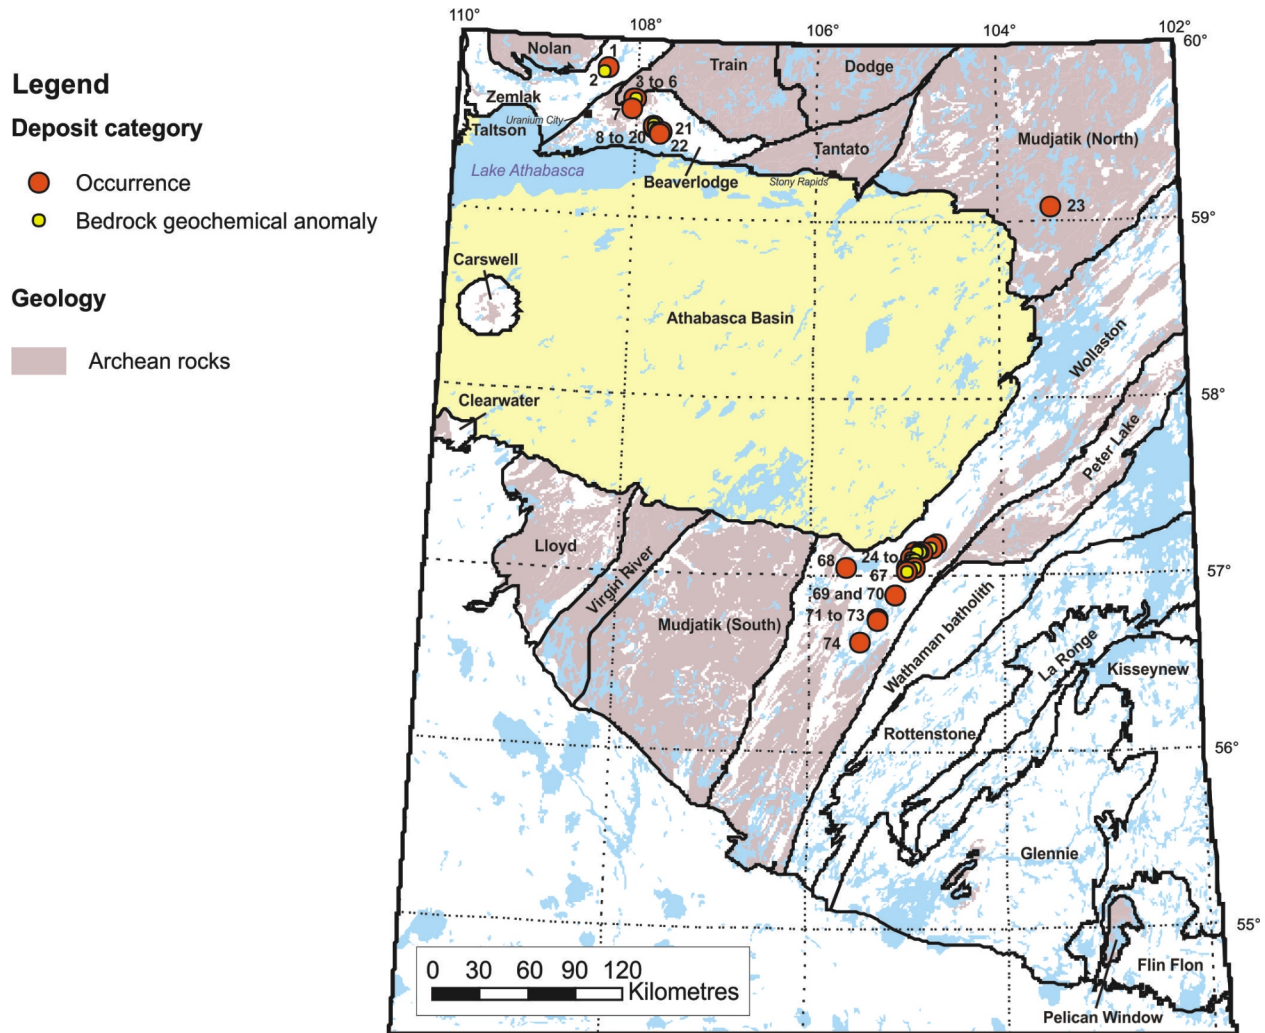 110°
108°
106°
104°
102°
60°
Legend
Deposit category
Occurrence
Bedrock geochemical anomaly
Geology
Archean rocks
Nolan
1
2
Train
Dodge
3 to 6
Zemlak
7
Uranium City
Taltson
8 to 20
21
22
Tantato
Mudjatik (North)
Lake Athabasca
Beaverlodge
Stony Rapids
23
59°
Carswell
Athabasca Basin
Wollaston
58°
Clearwater
Peter Lake
Lloyd
Virgin River
68
24 to
67
57°
69 and 70
71 to 73
Mudjatik (South)
74
Wathaman batholith
La Ronge
Kisseynew
Rottenstone
56°
Glennie
55°
Flin Flon
Pelican Window
0 30 60 90 120
Kilometres